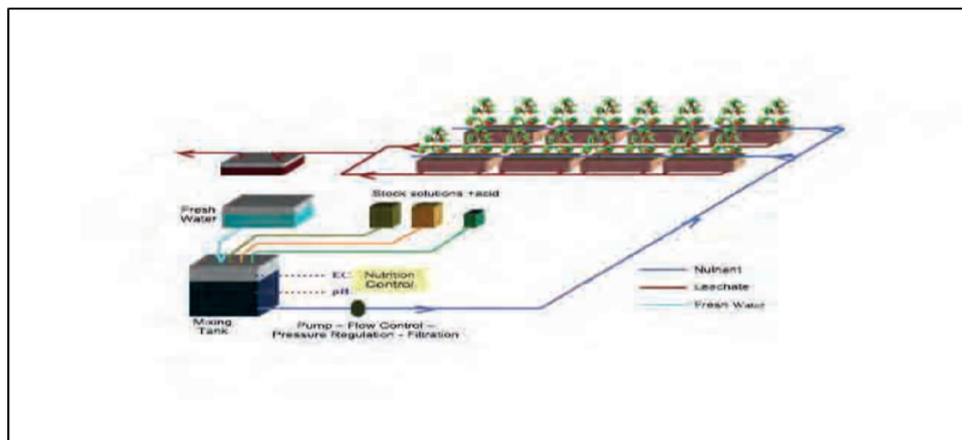 Stock solutions +acid
Fresh
Water
EC
Nutrition
Control
pH
Mixing
Tank
Pump – Flow Control –
Pressure Regulation - Filtration
Nutrient
Leachate
Fresh Water